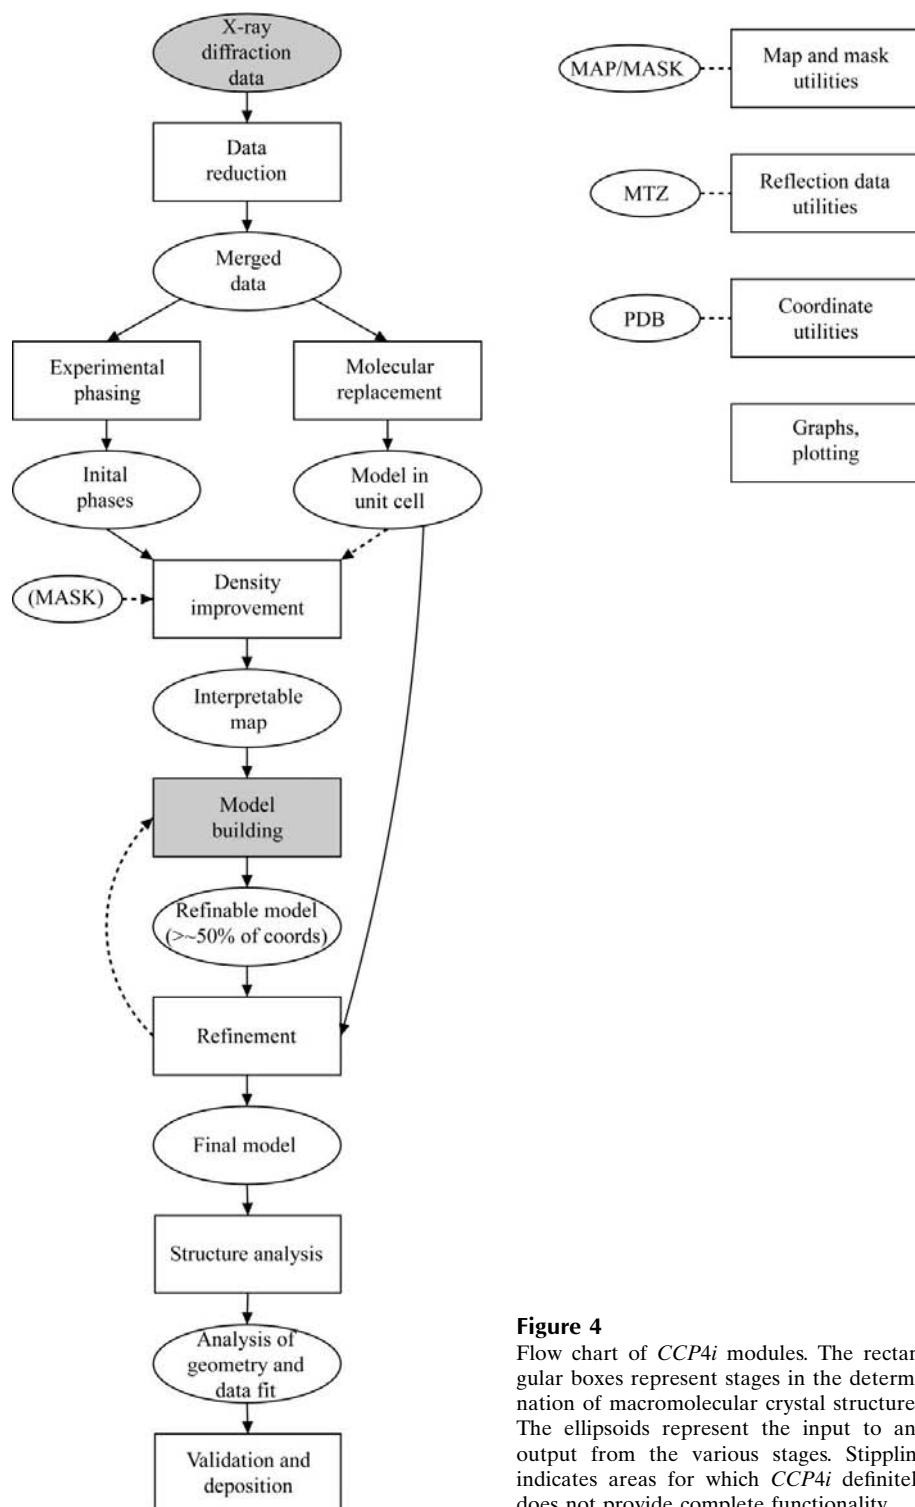 X-ray
diffraction
data
Data
reduction
Merged
data
Experimental
phasing
Molecular
replacement
Inital
phases
Model in
unit cell
(MASK)
Density
improvement
Interpretable
map
Model
building
Refinable model
(>~50% of coords)
Refinement
Final model
Structure analysis
Analysis of
geometry and
data fit
Validation and
deposition
MAP/MASK
Map and mask
utilities
MTZ
Reflection data
utilities
PDB
Coordinate
utilities
Graphs,
plotting
Figure 4
Flow chart of CCP4i modules. The rectan
gular boxes represent stages in the determ
nation of macromolecular crystal structure
The ellipsoids represent the input to an
output from the various stages. Stipplin
indicates areas for which CCP4i definitel
does not provide complete functionality